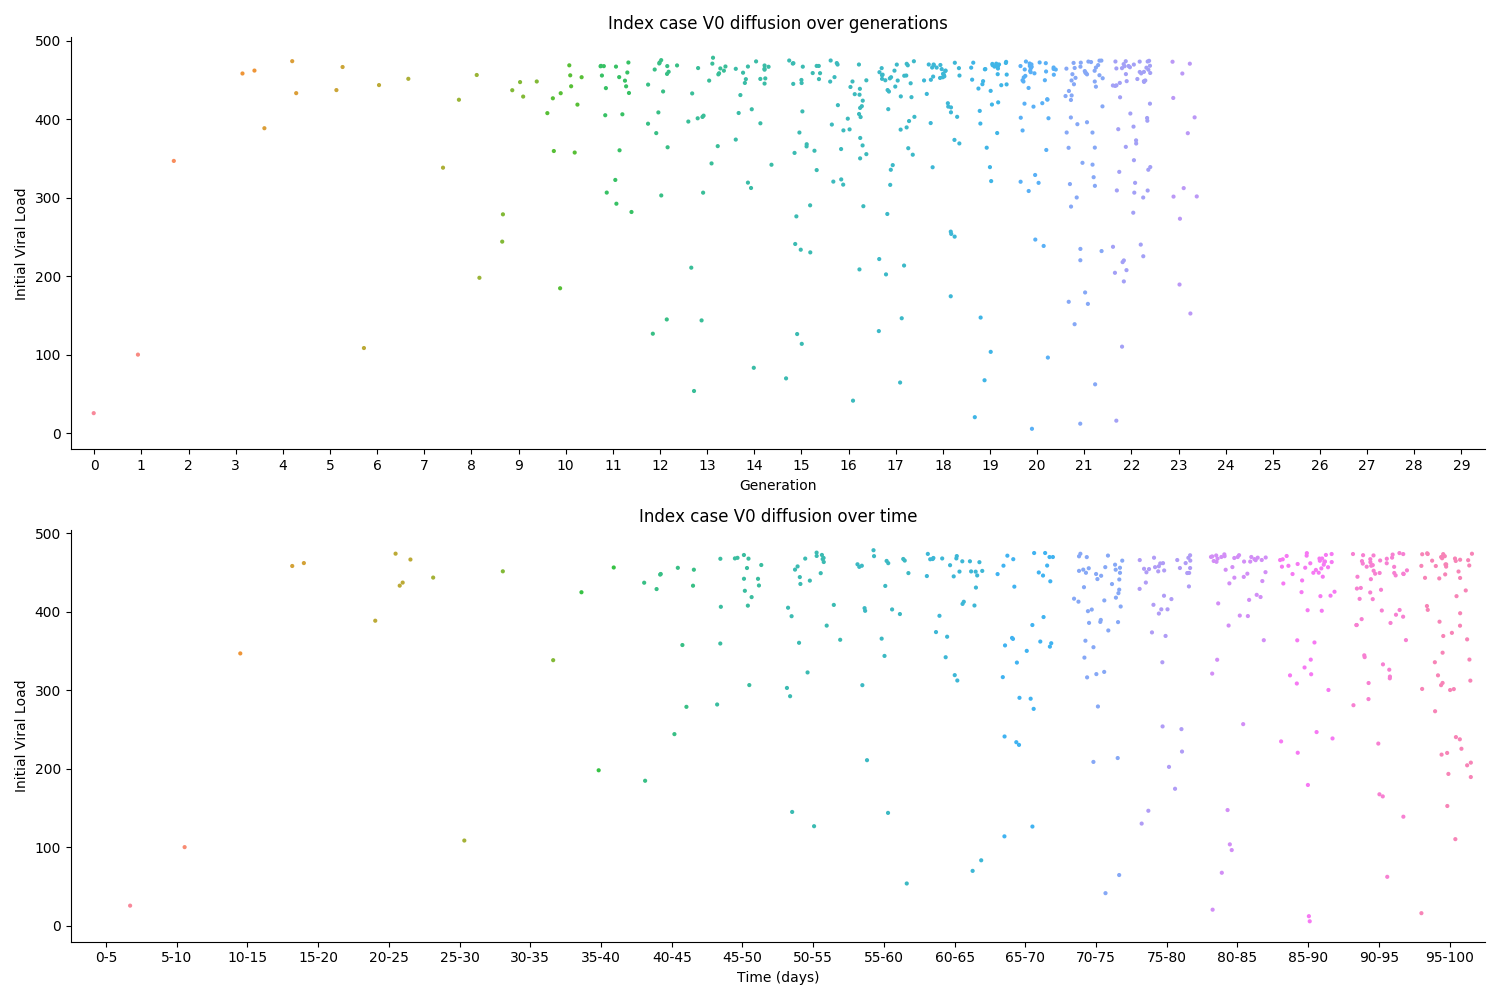 Index case V0 diffusion over generations
500
400
300
200
100
0
Initial Viral Load
0 1 2 3 4 5 6 7 8 9 10 11 12 13 14 15 16 17 18 19 20 21 22 23 24 25 26 27 28 29
Generation
Index case V0 diffusion over time
500
400
300
200
100
0
Initial Viral Load
0-5 5-10 10-15 15-20 20-25 25-30 30-35 35-40 40-45 45-50 50-55 55-60 60-65 65-70 70-75 75-80 80-85 85-90 90-95 95-100
Time (days)